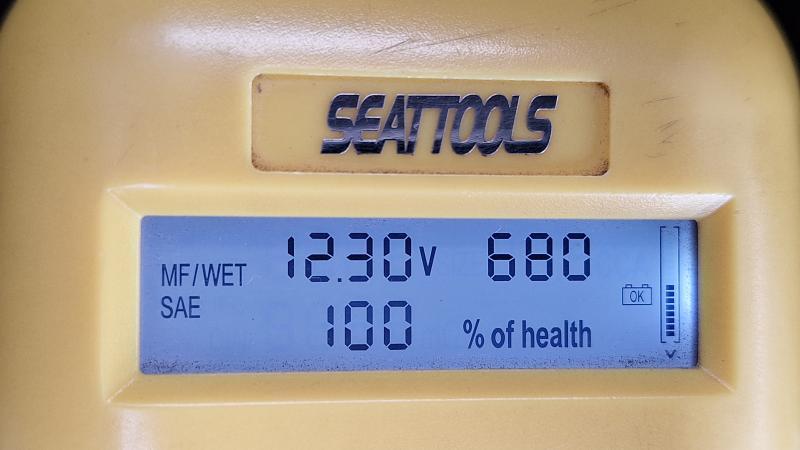 SEATTOOLS
MF/WET 12.30V 680
SAE
OK
100 % of health